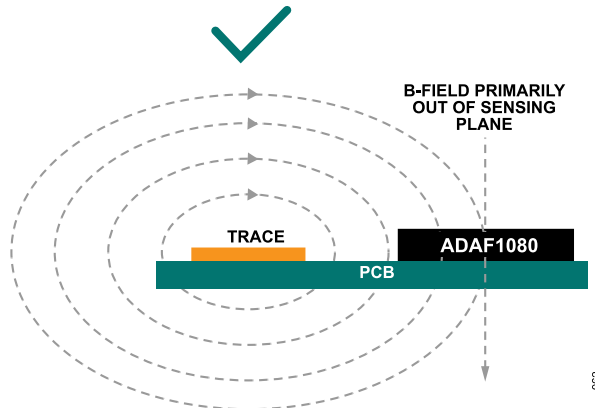 B-FIELD PRIMARILY
OUT OF SENSING
PLANE
TRACE
ADAF1080
PCB